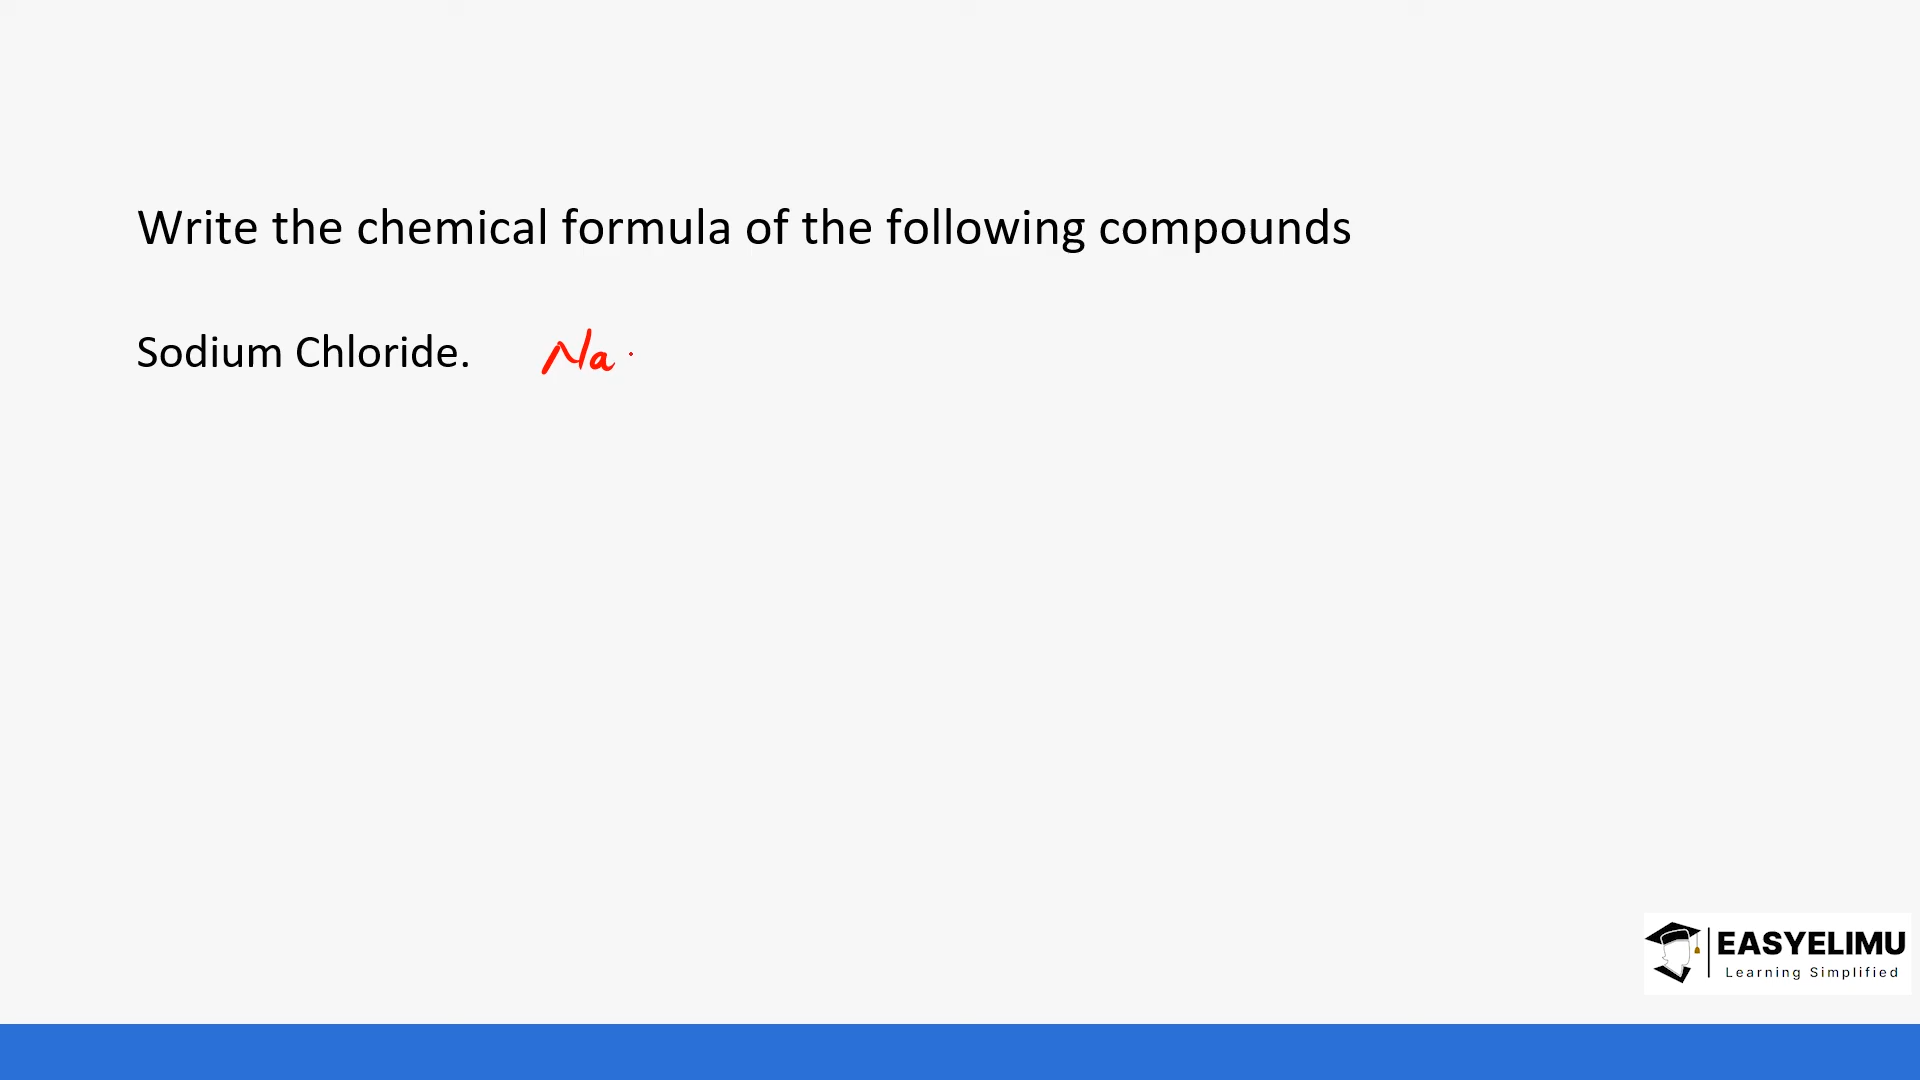 Write the chemical formula of the following compounds
Sodium Chloride. Na
EASYELIMU
Learning Simplified